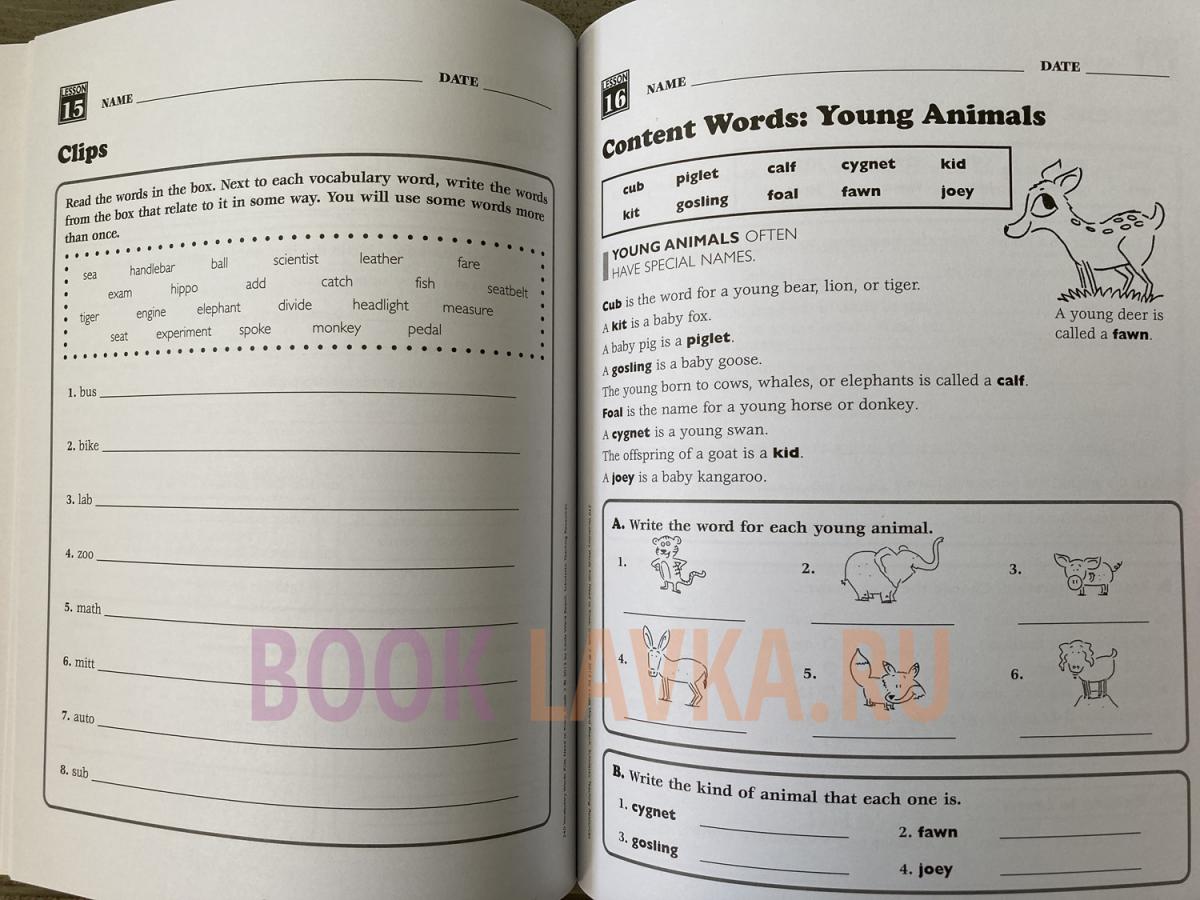 LESSON
15
NAME
DATE
Clips
Read the words in the box. Next to each vocabulary word, write the words
from the box that relate to it in some way. You will use some words more
than once.
sea handlebar ball scientist leather fare
exam hippo add catch fish seatbelt
tiger engine elephant divide headlight measure
seat experiment spoke monkey pedal
1. bus
2. bike
3. lab
4. zoo
5. math
6. mitt
7. auto
8. sub
LESSON
16
NAME
DATE
Content Words: Young Animals
cub piglet calf cygnet kid
kit gosling foal fawn joey
YOUNG ANIMALS OFTEN
HAVE SPECIAL NAMES.
Cub is the word for a young bear, lion, or tiger.
A kit is a baby fox.
A baby pig is a piglet.
A gosling is a baby goose.
The young born to cows, whales, or elephants is called a calf.
Foal is the name for a young horse or donkey.
A cygnet is a young swan.
The offspring of a goat is a kid.
A joey is a baby kangaroo.
A young deer is
called a fawn.
A. Write the word for each young animal.
1. 2. 3.
4. 5. 6.
B. Write the kind of animal that each one is.
1. cygnet 2. fawn
3. gosling 4. joey
BOOK LAVKA.RU